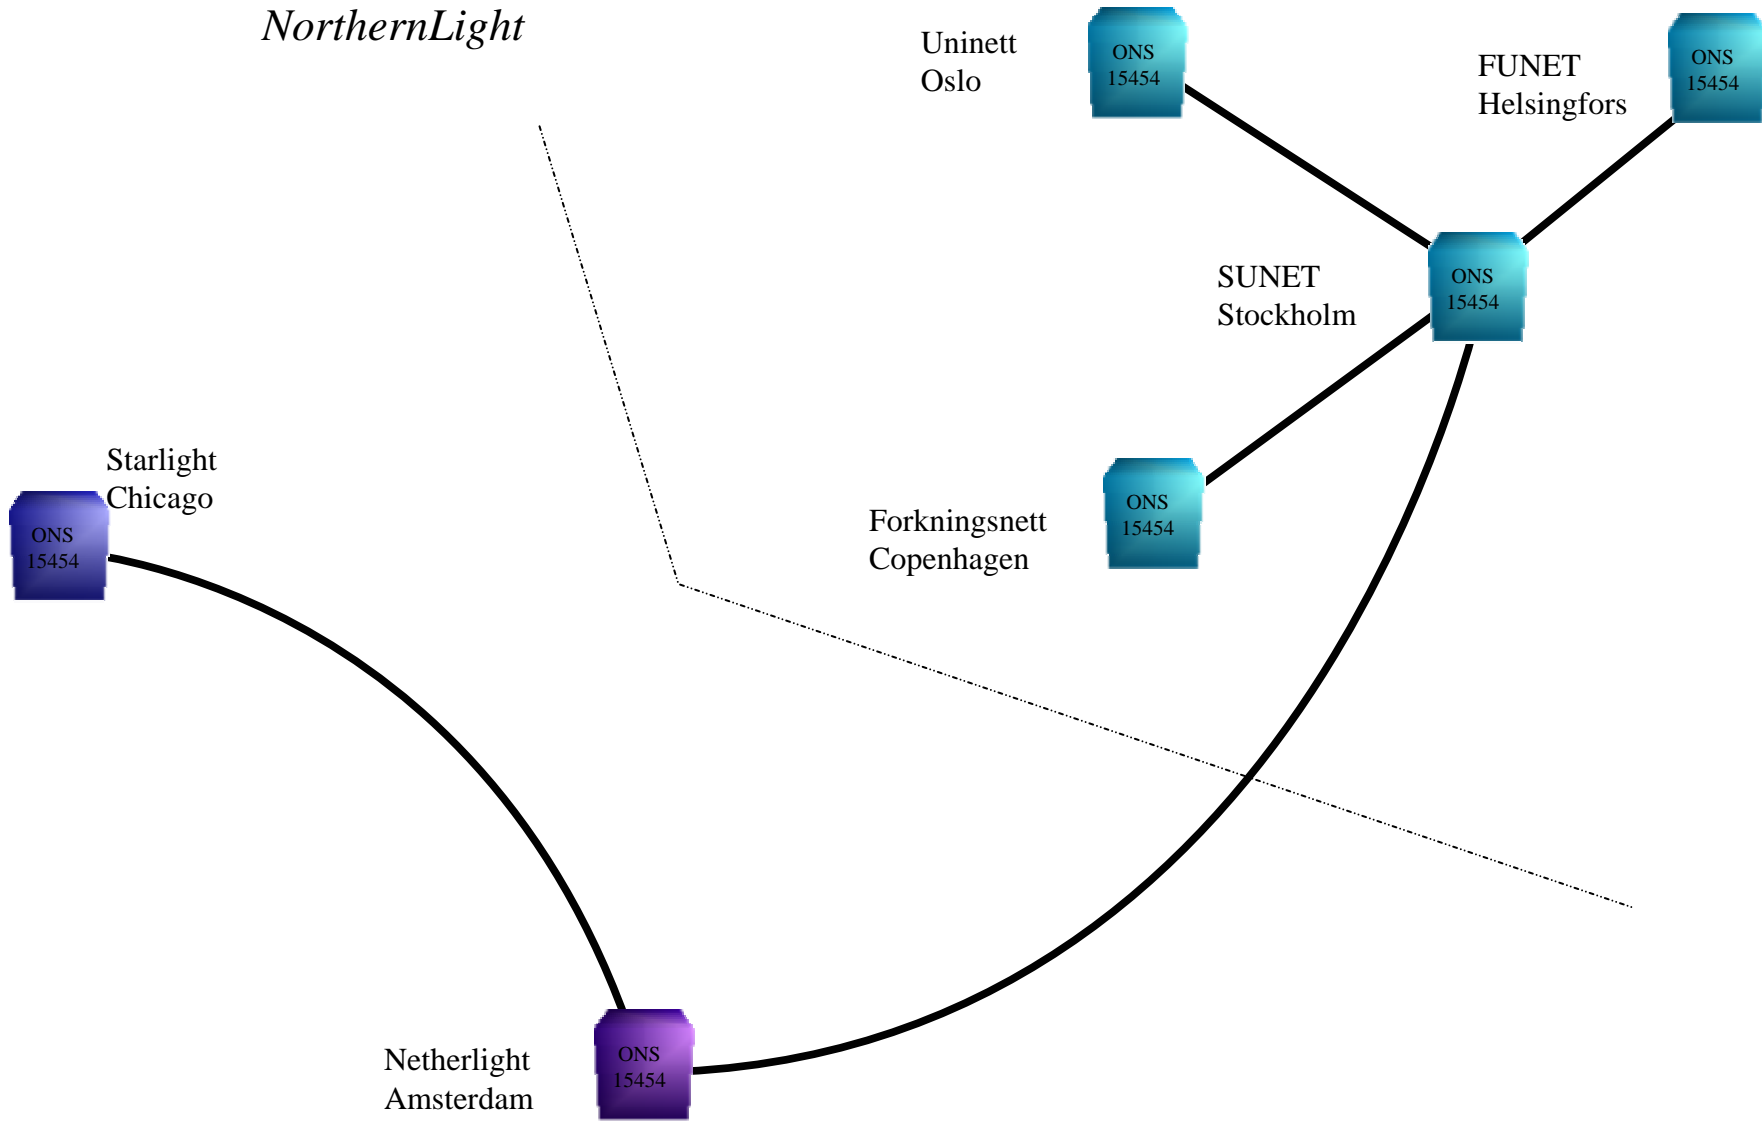 NorthernLight
Uninett
Oslo
ONS
15454
FUNET
Helsingfors
ONS
15454
SUNET
Stockholm
ONS
15454
Starlight
Chicago
ONS
15454
Forkningsnett
Copenhagen
ONS
15454
Netherlight
Amsterdam
ONS
15454